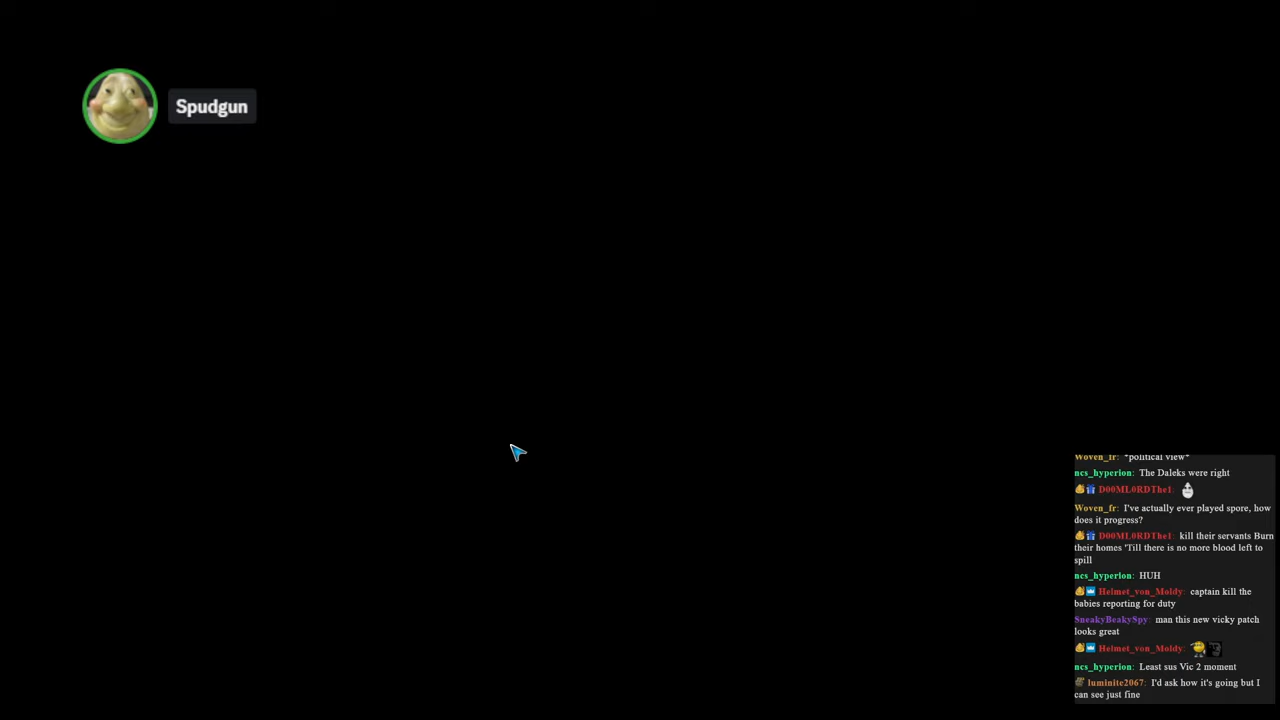 Spudgun
Woven_fr: *political view*
ncs_hyperion: The Daleks were right
D00ML0RDThe1:
Woven_fr: I've actually ever played spore, how
does it progress?
D00ML0RDThe1: kill their servants Burn
their homes 'Till there is no more blood left to
spill
ncs_hyperion: HUH
Helmet_von_Moldy: captain kill the
babies reporting for duty
SneakyBeakySpy: man this new vicky patch
looks great
Helmet_von_Moldy:
ncs_hyperion: Least sus Vic 2 moment
luminite2067: I'd ask how it's going but I
can see just fine